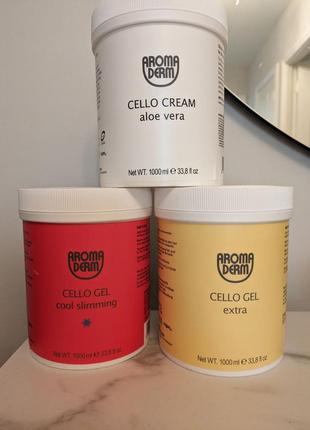 AROMA
DERM
CELLO CREAM
aloe vera
Net WT. 1000 ml ℮ 33,8 fl oz
AROMA
DERM
CELLO GEL
cool slimming
Net WT. 1000 ml ℮ 33,8 fl oz
AROMA
DERM
CELLO GEL
extra
Net WT. 1000 ml ℮ 33,8 fl oz